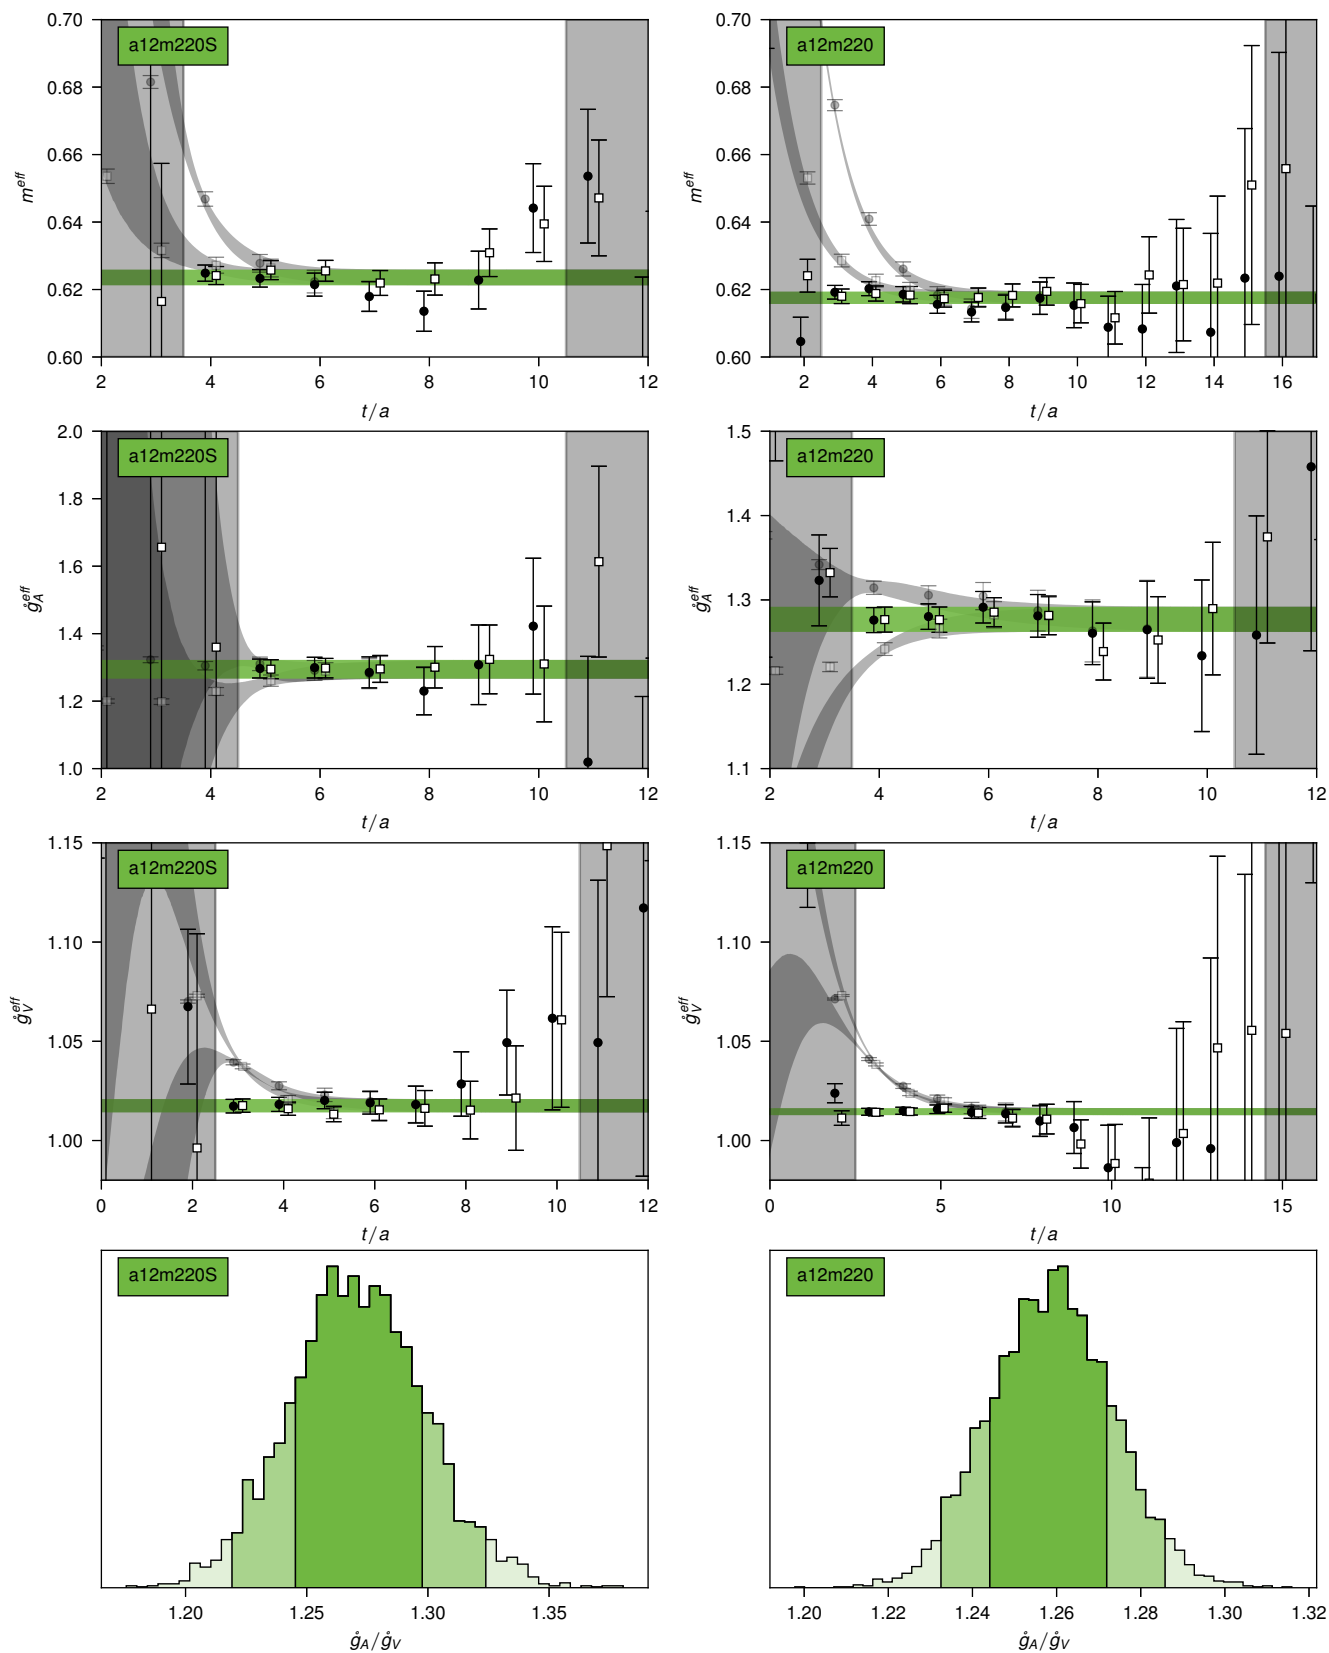 a12m220S
0.70
0.68
0.66
0.64
0.62
0.60
m^eff
2 4 6 8 10 12
t/a
a12m220
0.70
0.68
0.66
0.64
0.62
0.60
m^eff
2 4 6 8 10 12 14 16
t/a
a12m220S
2.0
1.8
1.6
1.4
1.2
1.0
g̊_A^eff
2 4 6 8 10 12
t/a
a12m220
1.5
1.4
1.3
1.2
1.1
g̊_A^eff
2 4 6 8 10 12
t/a
a12m220S
1.15
1.10
1.05
1.00
g̊_V^eff
0 2 4 6 8 10 12
t/a
a12m220
1.15
1.10
1.05
1.00
g̊_V^eff
0 5 10 15
t/a
a12m220S
1.20 1.25 1.30 1.35
g̊_A/g̊_V
a12m220
1.20 1.22 1.24 1.26 1.28 1.30 1.32
g̊_A/g̊_V